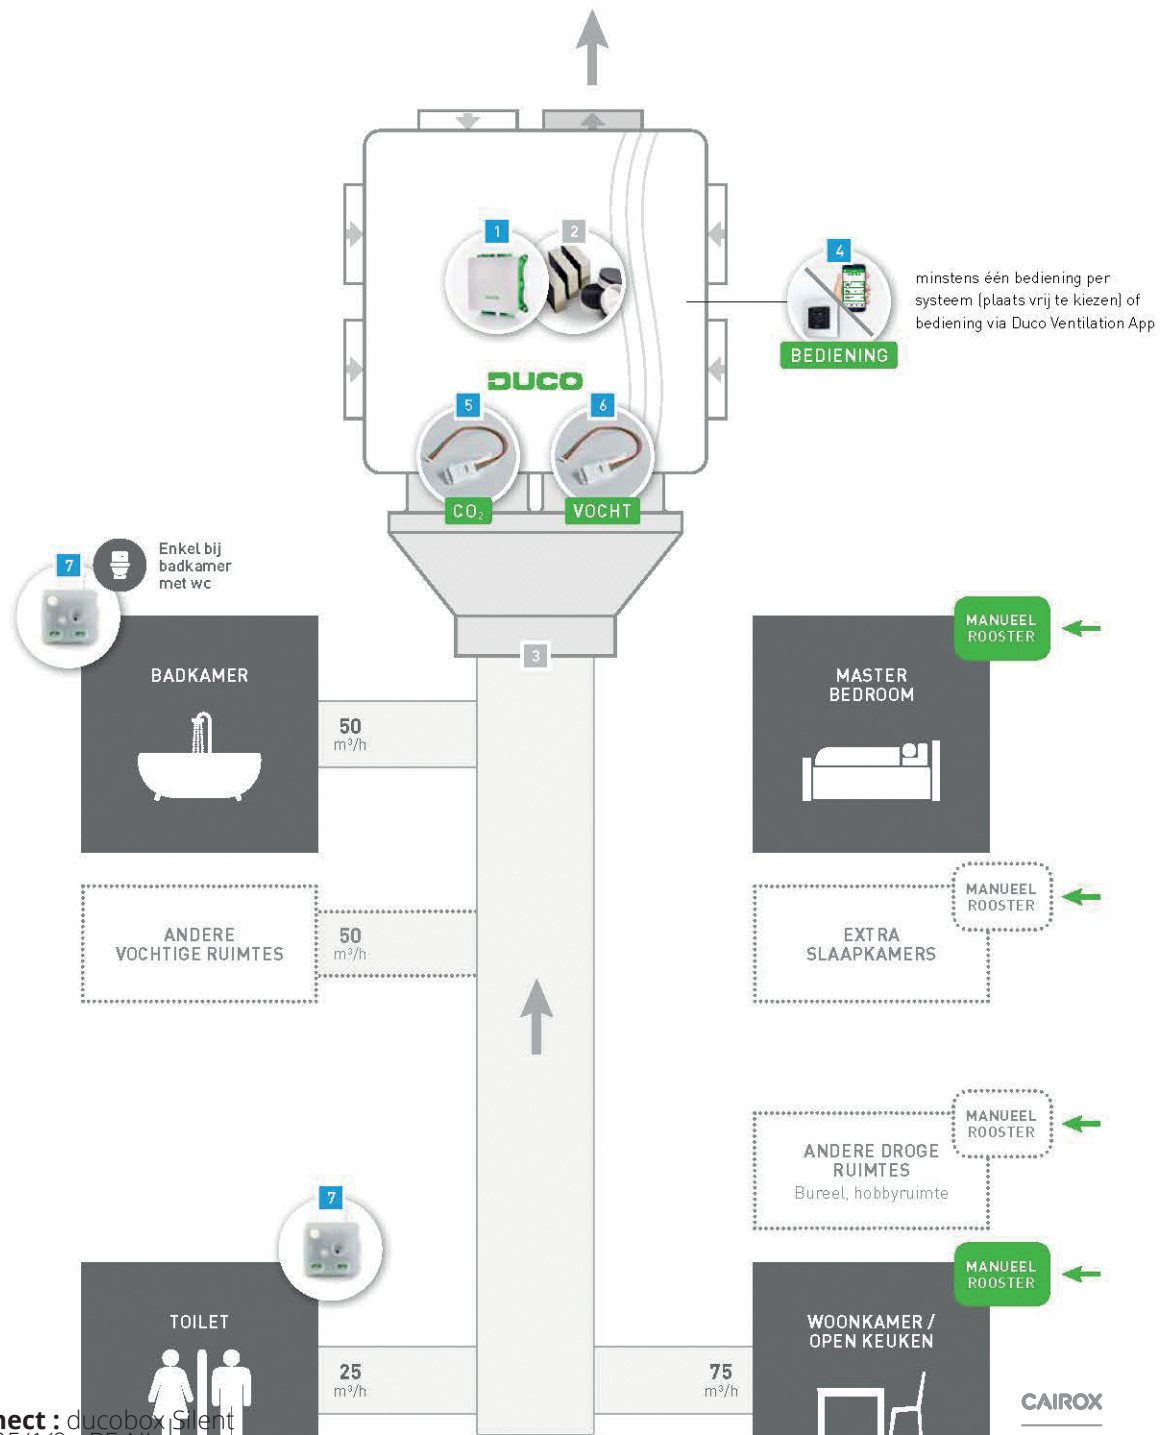 1
2
4
minstens één bediening per
systeem (plaats vrij te kiezen) of
bediening via Duco Ventilation App
BEDIENING
DUCO
5
6
CO₂
VOCHT
7
Enkel bij
badkamer
met wc
3
BADKAMER
50
m³/h
MANUEEL
ROOSTER
MASTER
BEDROOM
ANDERE
VOCHTIGE RUIMTES
50
m³/h
MANUEEL
ROOSTER
EXTRA
SLAAPKAMERS
MANUEEL
ROOSTER
ANDERE DROGE
RUIMTES
Bureel, hobbyruimte
7
TOILET
25
m³/h
75
m³/h
MANUEEL
ROOSTER
WOONKAMER /
OPEN KEUKEN
CAIROX
nect : ducobox Silent